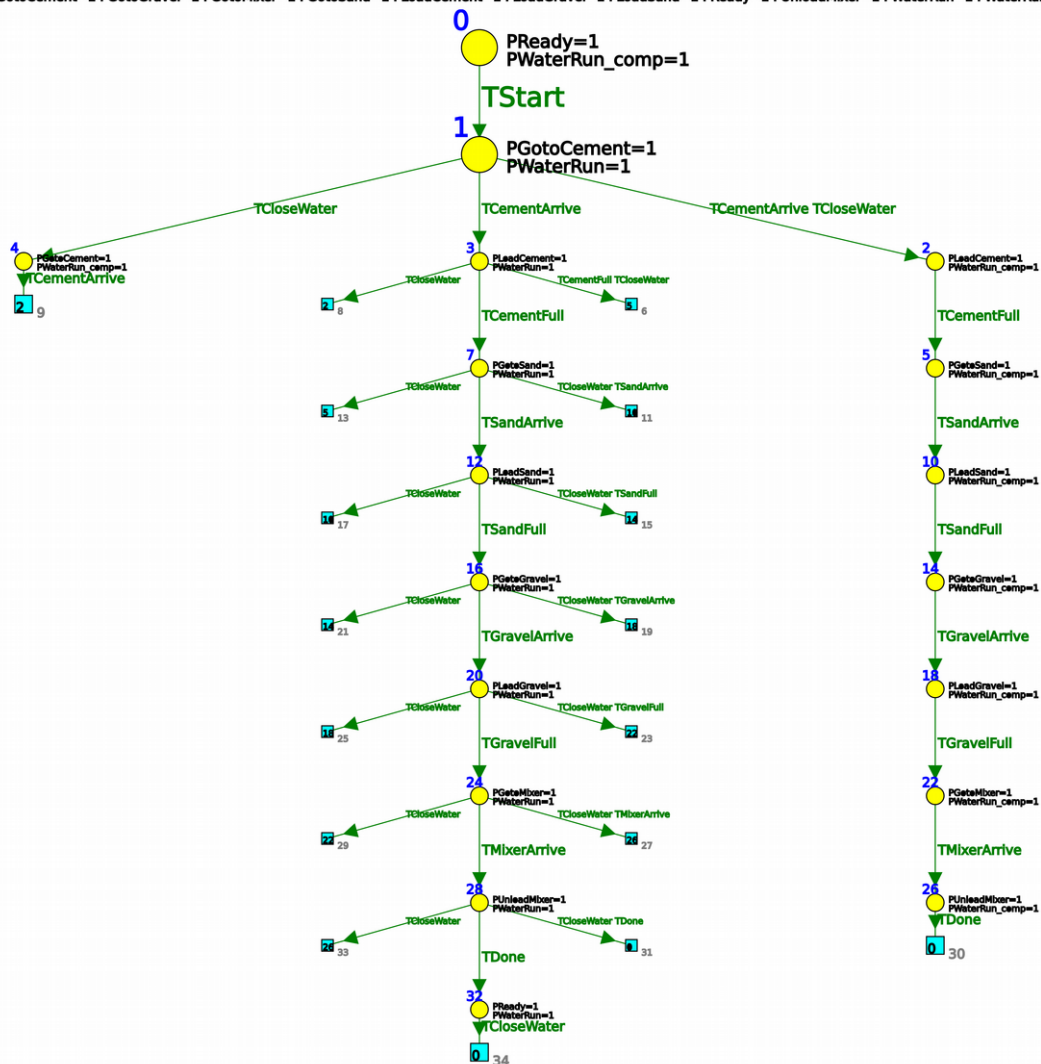 0
PReady=1
PWaterRun_comp=1
TStart
1
PGotoCement=1
PWaterRun=1
TCloseWater
TCementArrive
TCementArrive TCloseWater
4
PGotoCement=1
PWaterRun_comp=1
TCementArrive
2
9
3
PLoadCement=1
PWaterRun=1
2
PLoadCement=1
PWaterRun_comp=1
TCloseWater
TCementFull TCloseWater
2
8
5
6
TCementFull
TCementFull
7
PGotoSand=1
PWaterRun=1
5
PGotoSand=1
PWaterRun_comp=1
TCloseWater
TCloseWater TSandArrive
5
13
10
11
TSandArrive
TSandArrive
12
PLoadSand=1
PWaterRun=1
10
PLoadSand=1
PWaterRun_comp=1
TCloseWater
TCloseWater TSandFull
10
17
14
15
TSandFull
TSandFull
16
PGotoGravel=1
PWaterRun=1
14
PGotoGravel=1
PWaterRun_comp=1
TCloseWater
TCloseWater TGravelArrive
14
21
18
19
TGravelArrive
TGravelArrive
20
PLoadGravel=1
PWaterRun=1
18
PLoadGravel=1
PWaterRun_comp=1
TCloseWater
TCloseWater TGravelFull
18
25
22
23
TGravelFull
TGravelFull
24
PGotoMixer=1
PWaterRun=1
22
PGotoMixer=1
PWaterRun_comp=1
TCloseWater
TCloseWater TMixerArrive
22
29
26
27
TMixerArrive
TMixerArrive
28
PUnloadMixer=1
PWaterRun=1
26
PUnloadMixer=1
PWaterRun_comp=1
TDone
TCloseWater
TCloseWater TDone
26
33
0
31
0
30
TDone
32
PReady=1
PWaterRun=1
TCloseWater
0
34